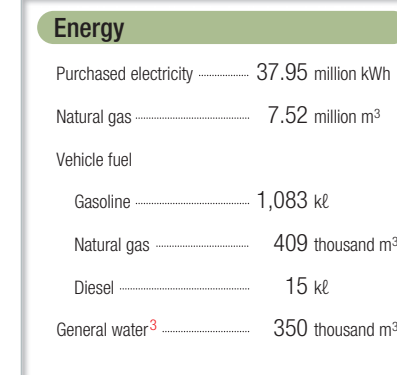 Energy
Purchased electricity 37.95 million kWh
Natural gas 7.52 million m³
Vehicle fuel
Gasoline 1,083 kℓ
Natural gas 409 thousand m³
Diesel 15 kℓ
General water³ 350 thousand m³